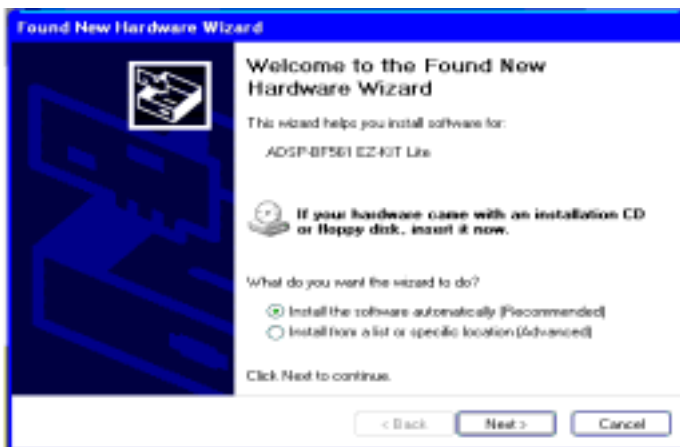 Found New Hardware Wizard
Welcome to the Found New
Hardware Wizard
This wizard helps you install software for:
ADSP-BF561 EZ-KIT Lite
If your hardware came with an installation CD
or floppy disk, insert it now.
What do you want the wizard to do?
Install the software automatically (Recommended)
Install from a list or specific location (Advanced)
Click Next to continue.
< Back
Next >
Cancel